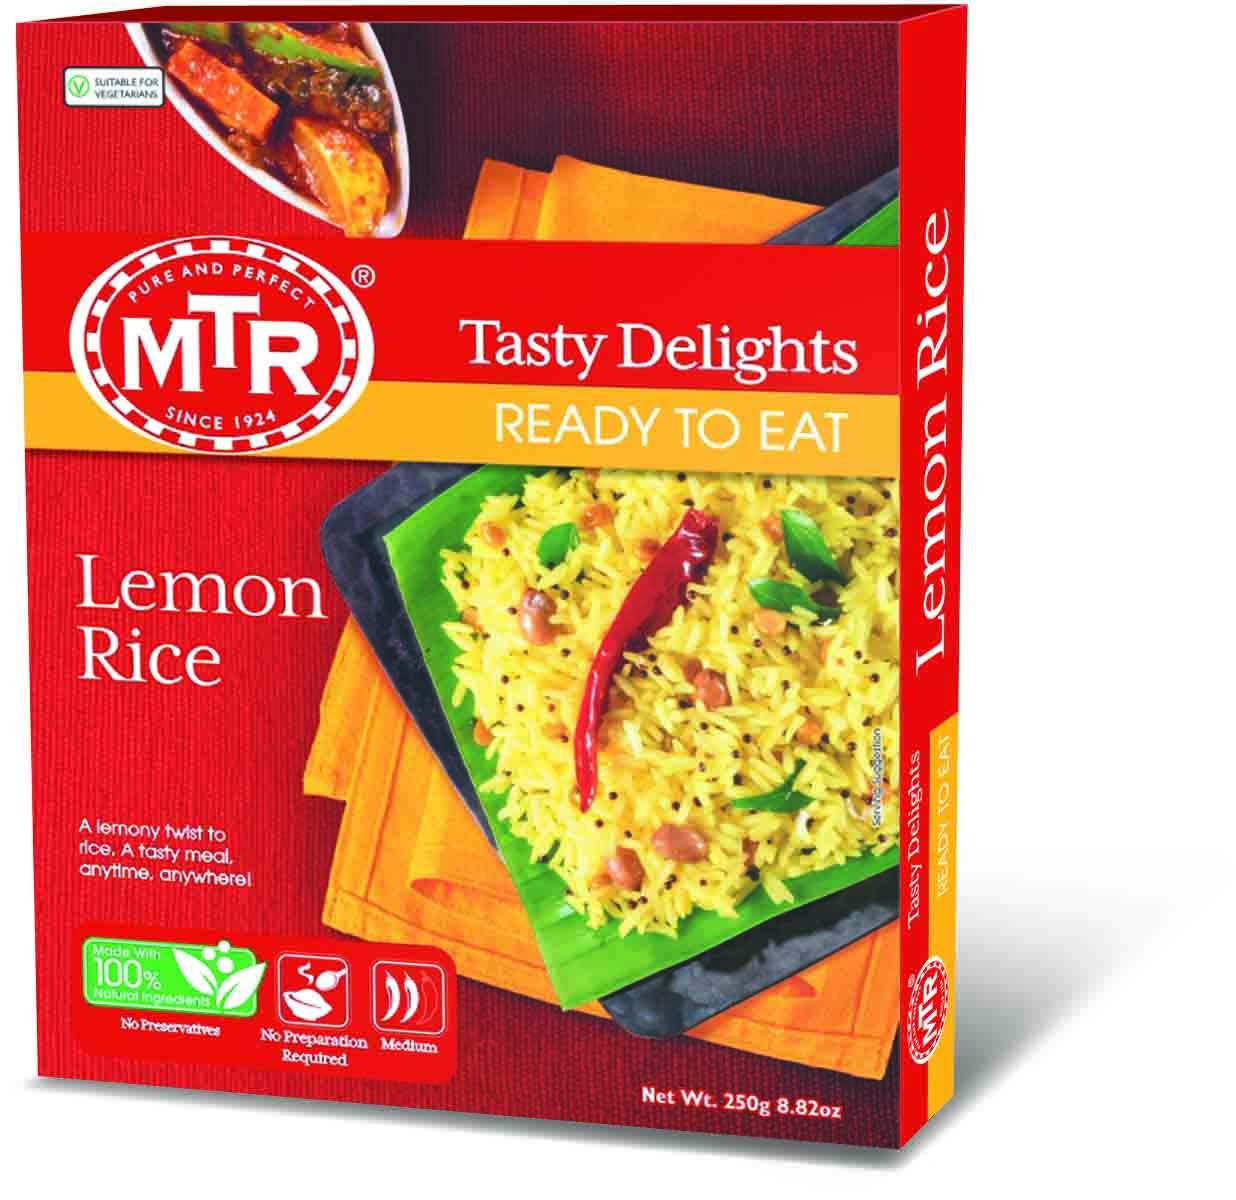 SUITABLE FOR
VEGETARIANS
PURE AND PERFECT
MTR
®
SINCE 1924
Tasty Delights
READY TO EAT
Lemon
Rice
A lemony twist to
rice. A tasty meal,
anytime, anywhere!
Made With
100%
Natural Ingredients
No Preservatives
No Preparation
Required
Medium
Serving Suggestion
Net Wt. 250g 8.82oz
Lemon Rice
Tasty Delights
READY TO EAT
MTR
®